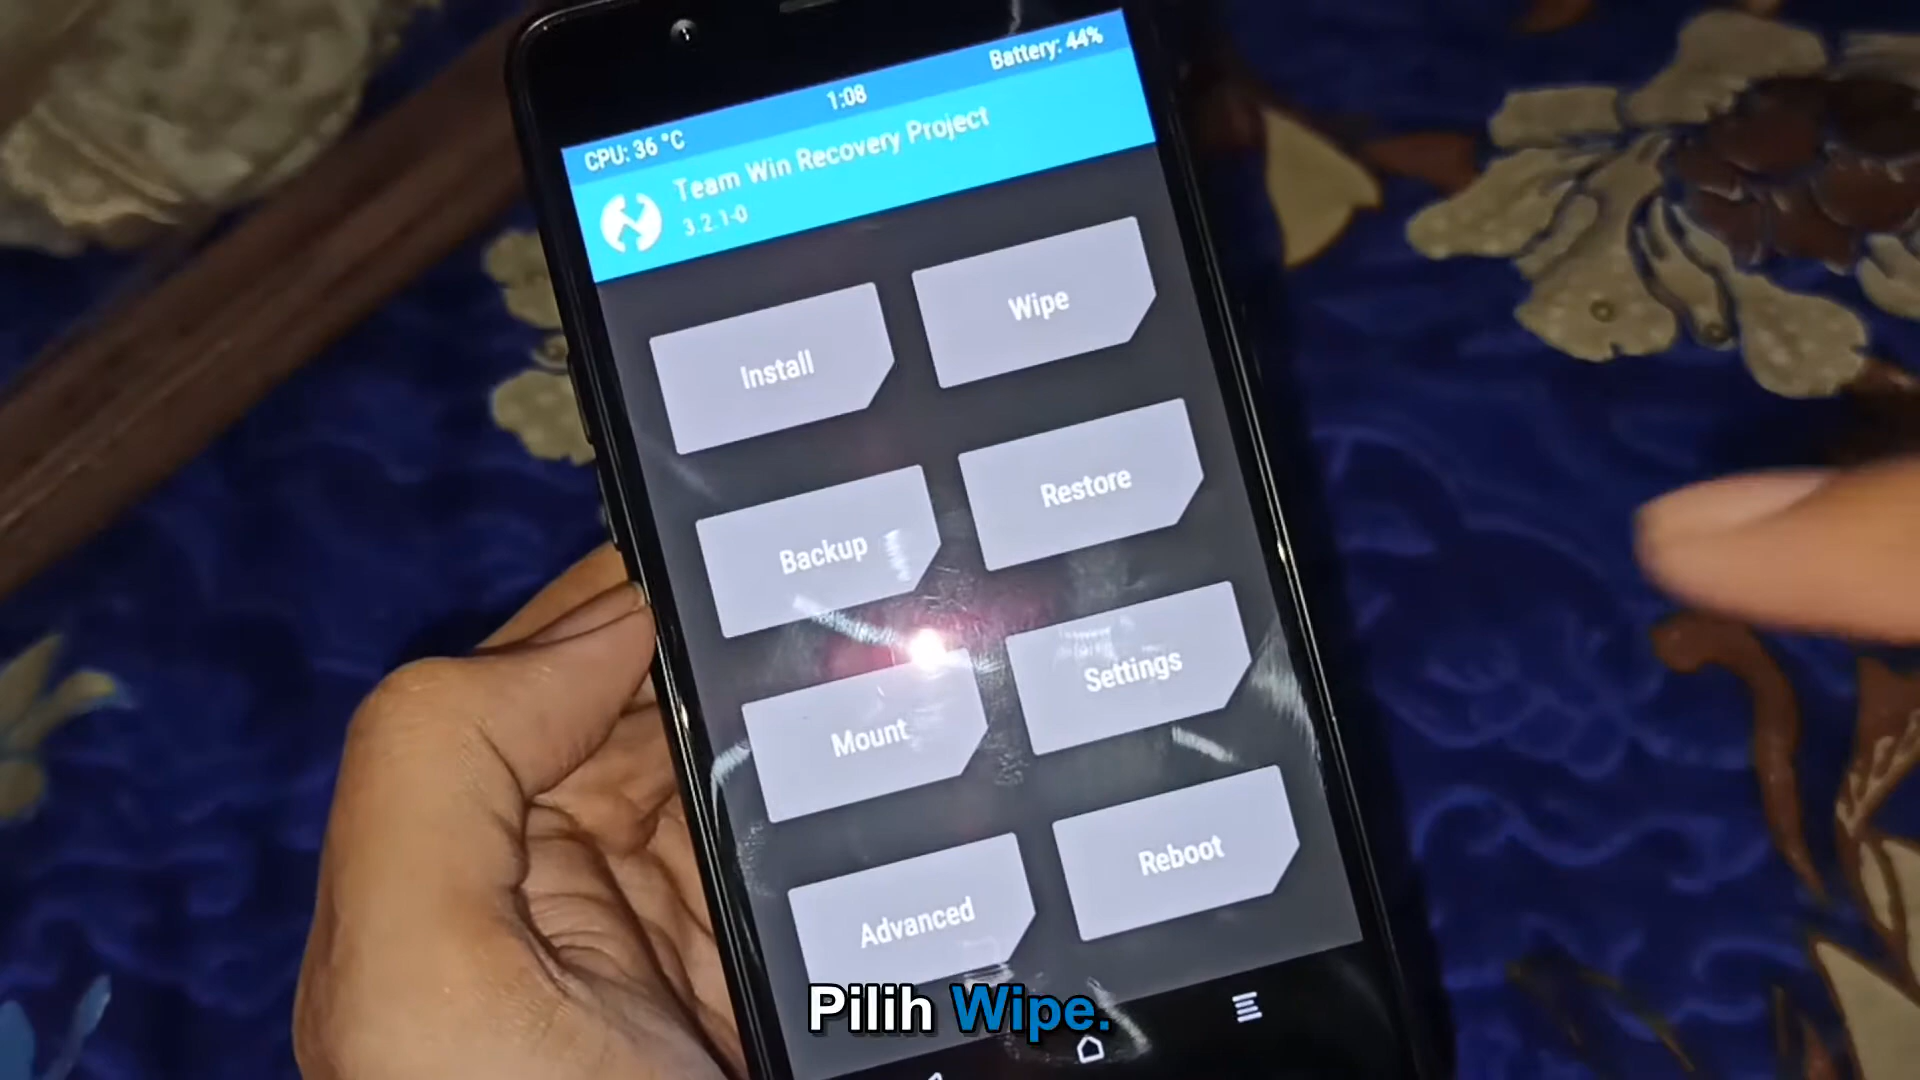 CPU: 36 °C 1:08 Battery: 44%
Team Win Recovery Project
3.2.1-0
Install Wipe
Backup Restore
Mount Settings
Advanced Reboot
Pilih Wipe.